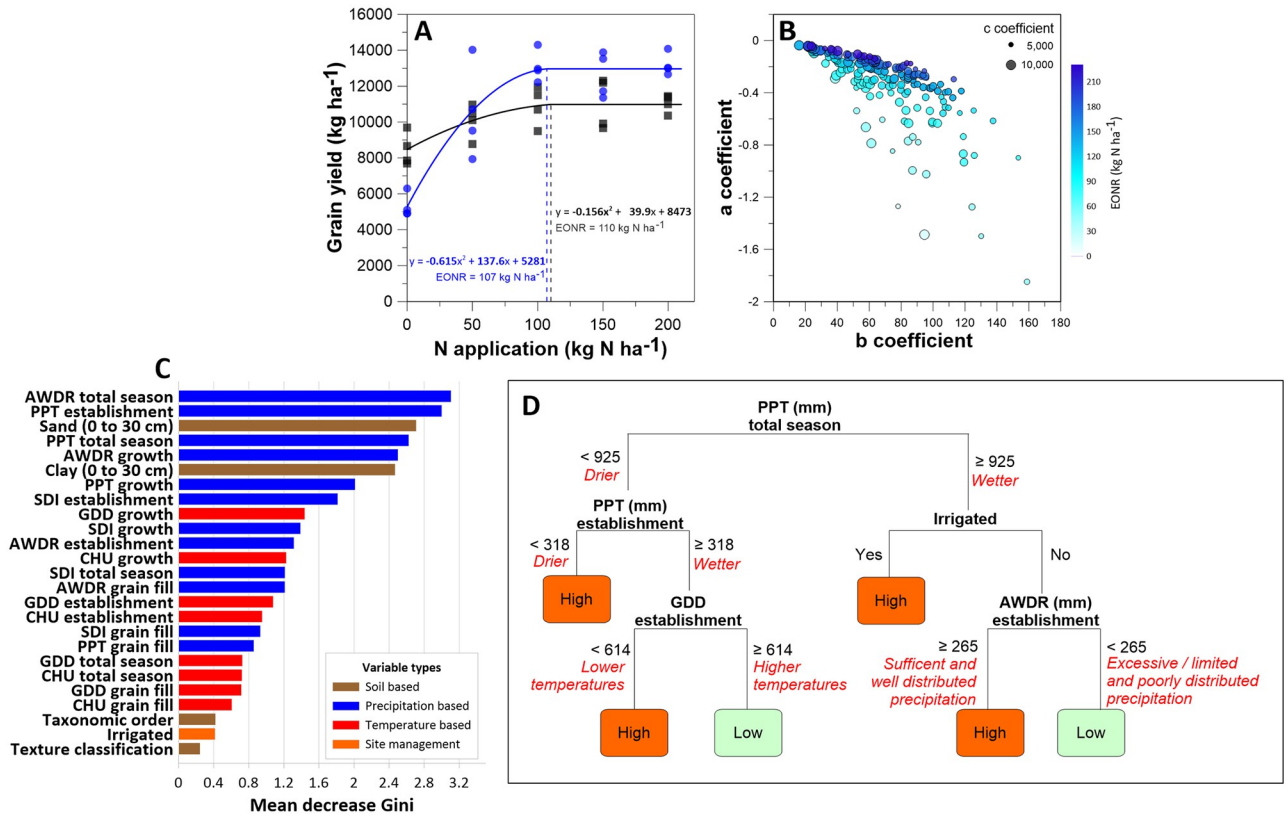 A
Grain yield (kg ha-1)
16000
14000
12000
10000
8000
6000
4000
2000
0
y = -0.156x2 + 39.9x + 8473
EONR = 110 kg N ha-1
y = -0.615x2 + 137.6x + 5281
EONR = 107 kg N ha-1
0 50 100 150 200
N application (kg N ha-1)
B
a coefficient
0
-0.4
-0.8
-1.2
-1.6
-2
c coefficient
5,000
10,000
0 20 40 60 80 100 120 140 160 180
b coefficient
210
180
150
120
90
60
30
0
EONR (kg N ha-1)
C
AWDR total season
PPT establishment
Sand (0 to 30 cm)
PPT total season
AWDR growth
Clay (0 to 30 cm)
PPT growth
SDI establishment
GDD growth
SDI growth
AWDR establishment
CHU growth
SDI total season
AWDR grain fill
GDD establishment
CHU establishment
SDI grain fill
PPT grain fill
GDD total season
CHU total season
GDD grain fill
CHU grain fill
Taxonomic order
Irrigated
Texture classification
Variable types
Soil based
Precipitation based
Temperature based
Site management
0 0.4 0.8 1.2 1.6 2 2.4 2.8 3.2
Mean decrease Gini
D
PPT (mm)
total season
< 925
Drier
≥ 925
Wetter
PPT (mm)
establishment
Irrigated
< 318
Drier
≥ 318
Wetter
Yes
No
High
GDD
establishment
High
AWDR (mm)
establishment
< 614
Lower
temperatures
≥ 614
Higher
temperatures
≥ 265
Sufficent and
well distributed
precipitation
< 265
Excessive / limited
and poorly distributed
precipitation
High
Low
High
Low